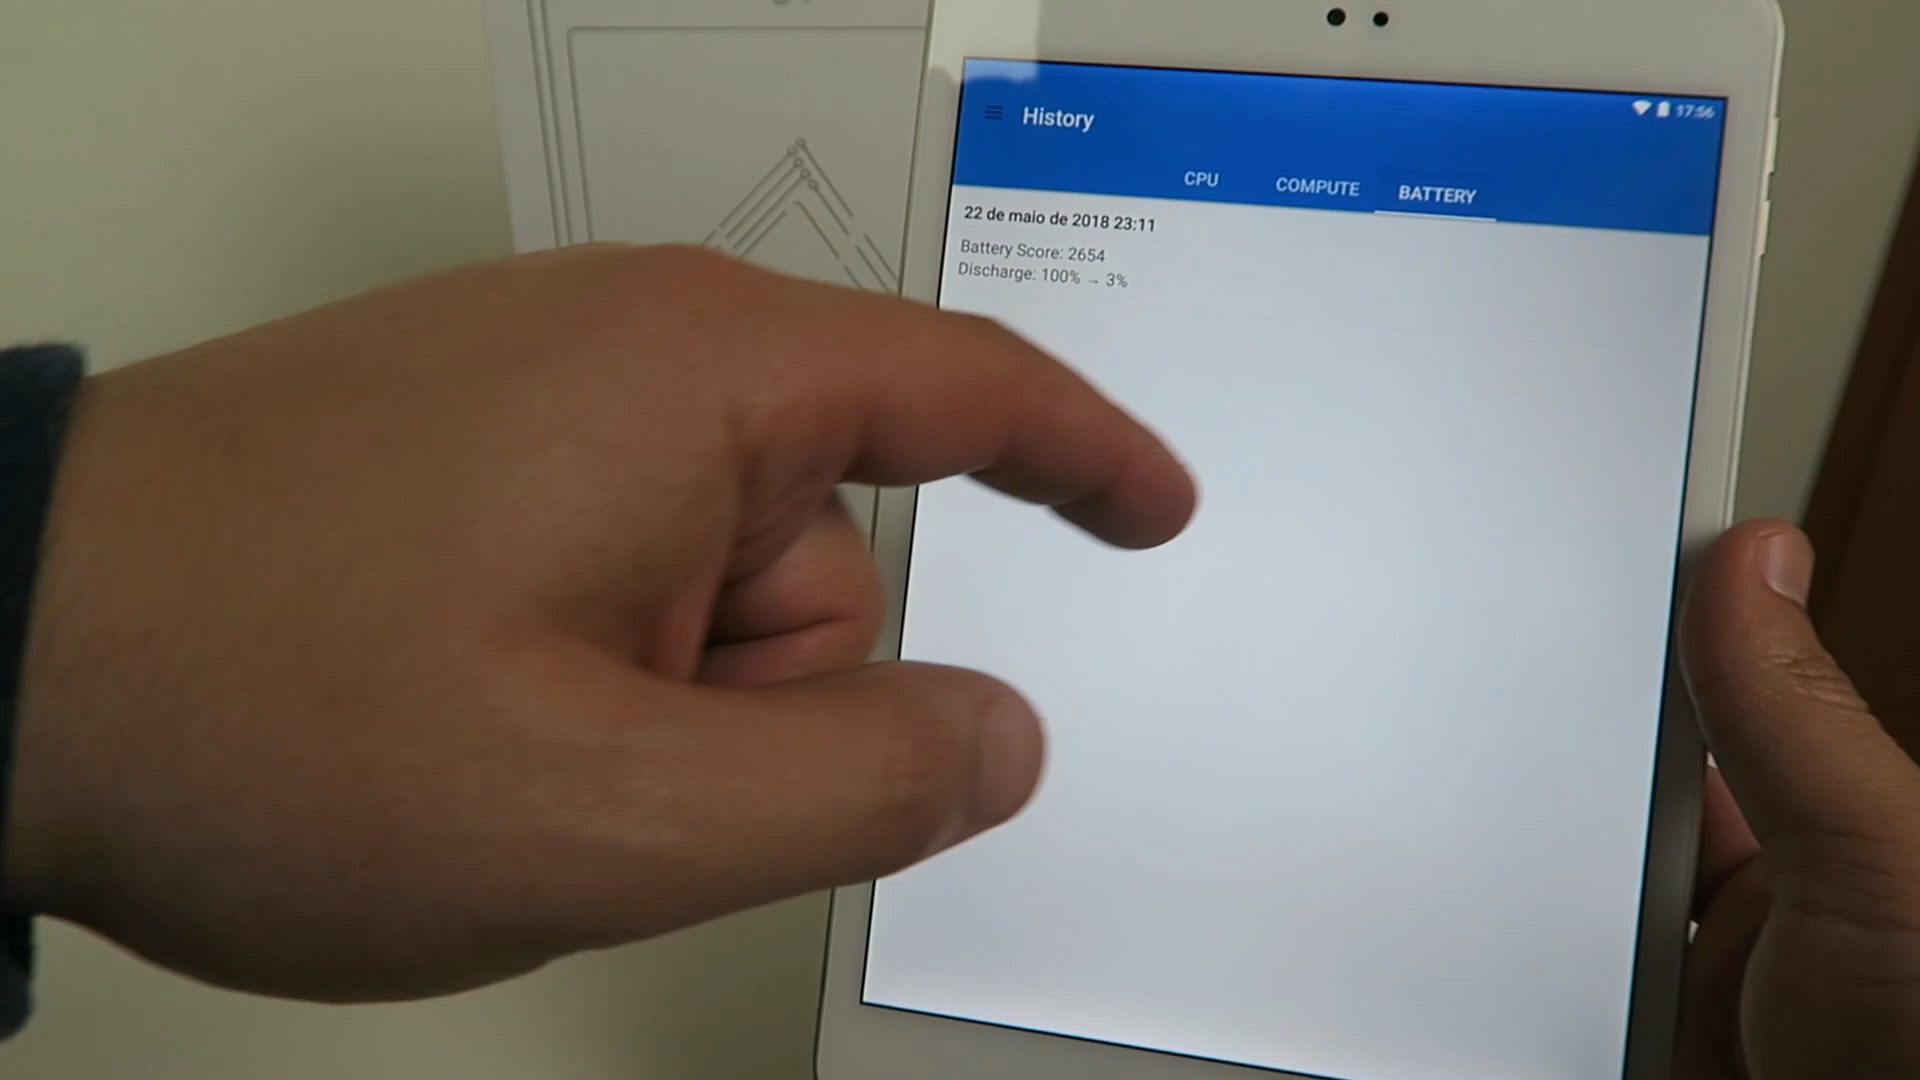 History
17:56
CPU
COMPUTE
BATTERY
22 de maio de 2018 23:11
Battery Score: 2654
Discharge: 100% → 3%